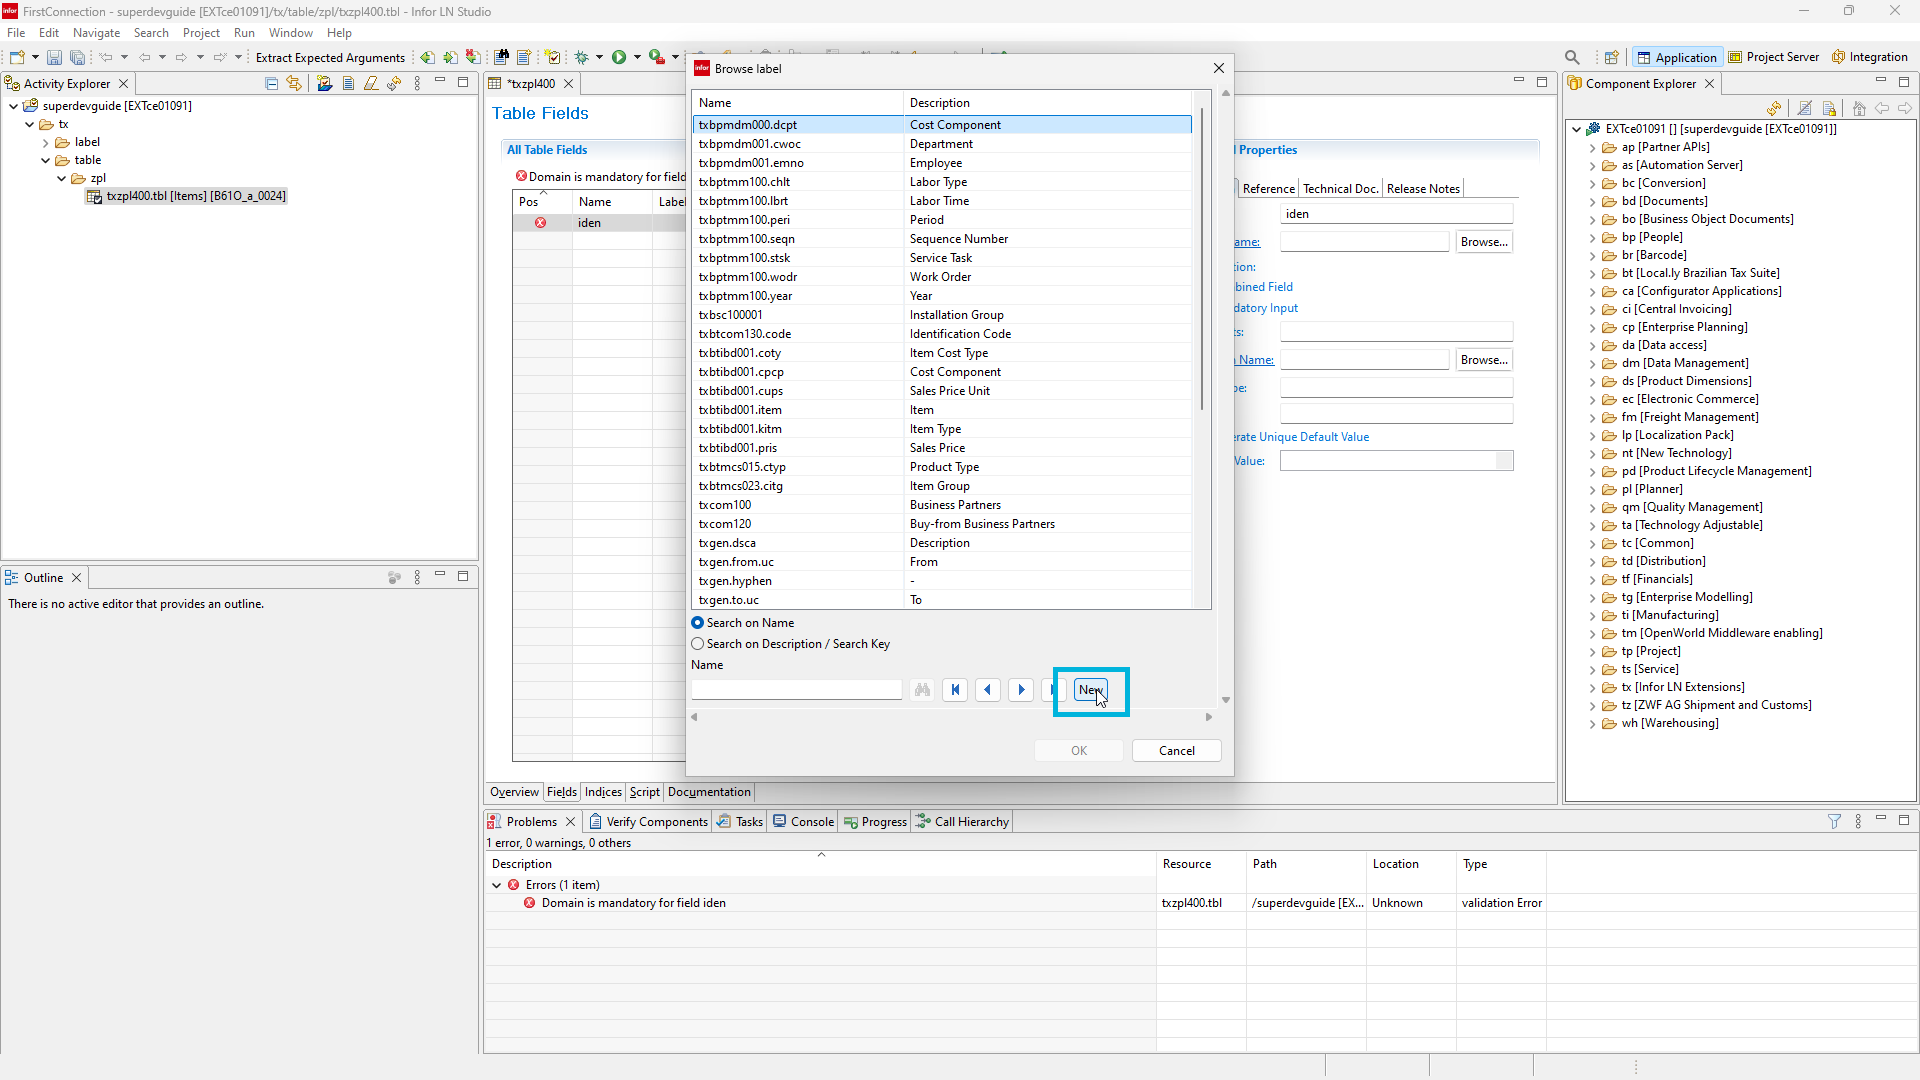 infor FirstConnection - superdevguide [EXTce01091]/tx/table/zpl/txzpl400.tbl - Infor LN Studio
File Edit Navigate Search Project Run Window Help
Extract Expected Arguments
Application Project Server Integration
Activity Explorer
superdevguide [EXTce01091]
tx
label
table
zpl
txzpl400.tbl [Items] [B61O_a_0024]
Outline
There is no active editor that provides an outline.
*txzpl400
Table Fields
All Table Fields
Domain is mandatory for field
Pos Name Label
iden
infor Browse label
Name Description
txbpmdm000.dcpt Cost Component
txbpmdm001.cwoc Department
txbpmdm001.emno Employee
txbptmm100.chlt Labor Type
txbptmm100.lbrt Labor Time
txbptmm100.peri Period
txbptmm100.seqn Sequence Number
txbptmm100.stsk Service Task
txbptmm100.wodr Work Order
txbptmm100.year Year
txbsc100001 Installation Group
txbtcom130.code Identification Code
txbtibd001.coty Item Cost Type
txbtibd001.cpcp Cost Component
txbtibd001.cups Sales Price Unit
txbtibd001.item Item
txbtibd001.kitm Item Type
txbtibd001.pris Sales Price
txbtmcs015.ctyp Product Type
txbtmcs023.citg Item Group
txcom100 Business Partners
txcom120 Buy-from Business Partners
txgen.dsca Description
txgen.from.uc From
txgen.hyphen -
txgen.to.uc To
Search on Name
Search on Description / Search Key
Name
New
OK Cancel
Properties
Reference Technical Doc. Release Notes
iden
ame: Browse...
tion:
bined Field
datory Input
ts:
Name: Browse...
pe:
erate Unique Default Value
Value:
Overview Fields Indices Script Documentation
Component Explorer
EXTce01091 [] [superdevguide [EXTce01091]]
ap [Partner APIs]
as [Automation Server]
bc [Conversion]
bd [Documents]
bo [Business Object Documents]
bp [People]
br [Barcode]
bt [Local.ly Brazilian Tax Suite]
ca [Configurator Applications]
ci [Central Invoicing]
cp [Enterprise Planning]
da [Data access]
dm [Data Management]
ds [Product Dimensions]
ec [Electronic Commerce]
fm [Freight Management]
lp [Localization Pack]
nt [New Technology]
pd [Product Lifecycle Management]
pl [Planner]
qm [Quality Management]
ta [Technology Adjustable]
tc [Common]
td [Distribution]
tf [Financials]
tg [Enterprise Modelling]
ti [Manufacturing]
tm [OpenWorld Middleware enabling]
tp [Project]
ts [Service]
tx [Infor LN Extensions]
tz [ZWF AG Shipment and Customs]
wh [Warehousing]
Problems Verify Components Tasks Console Progress Call Hierarchy
1 error, 0 warnings, 0 others
Description Resource Path Location Type
Errors (1 item)
Domain is mandatory for field iden txzpl400.tbl /superdevguide [EX... Unknown validation Error